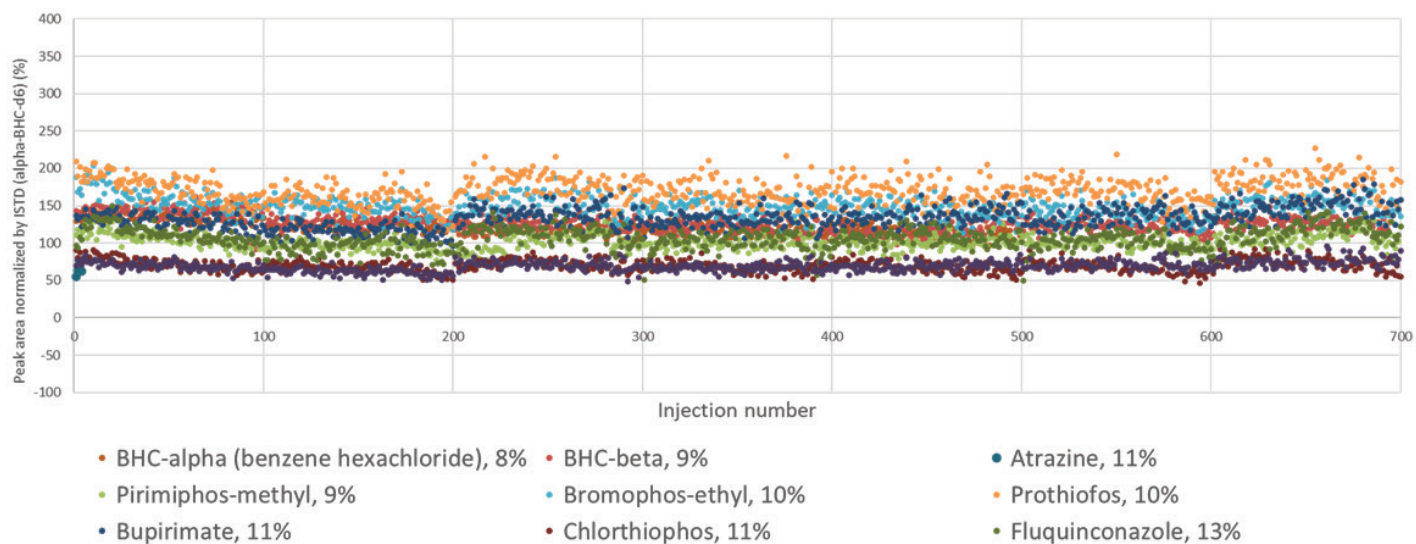 Peak area normalized by ISTD (alpha-BHC-d6) (%)
400
350
300
250
200
150
100
50
0
-50
-100
0
100
200
300
400
500
600
700
Injection number
BHC-alpha (benzene hexachloride), 8%
BHC-beta, 9%
Atrazine, 11%
Pirimiphos-methyl, 9%
Bromophos-ethyl, 10%
Prothiofos, 10%
Bupirimate, 11%
Chlorthiophos, 11%
Fluquinconazole, 13%